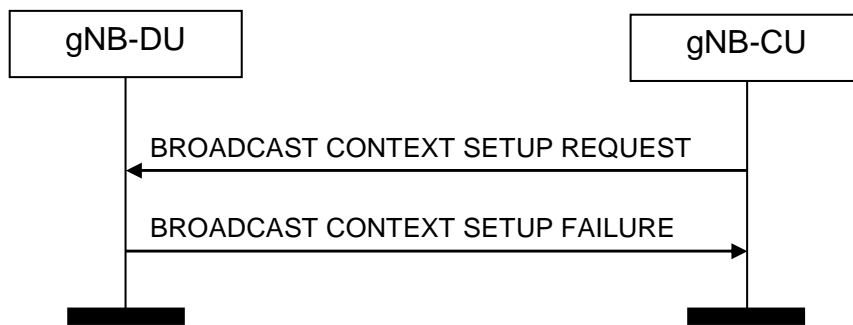 gNB-DU
gNB-CU
BROADCAST CONTEXT SETUP REQUEST
BROADCAST CONTEXT SETUP FAILURE